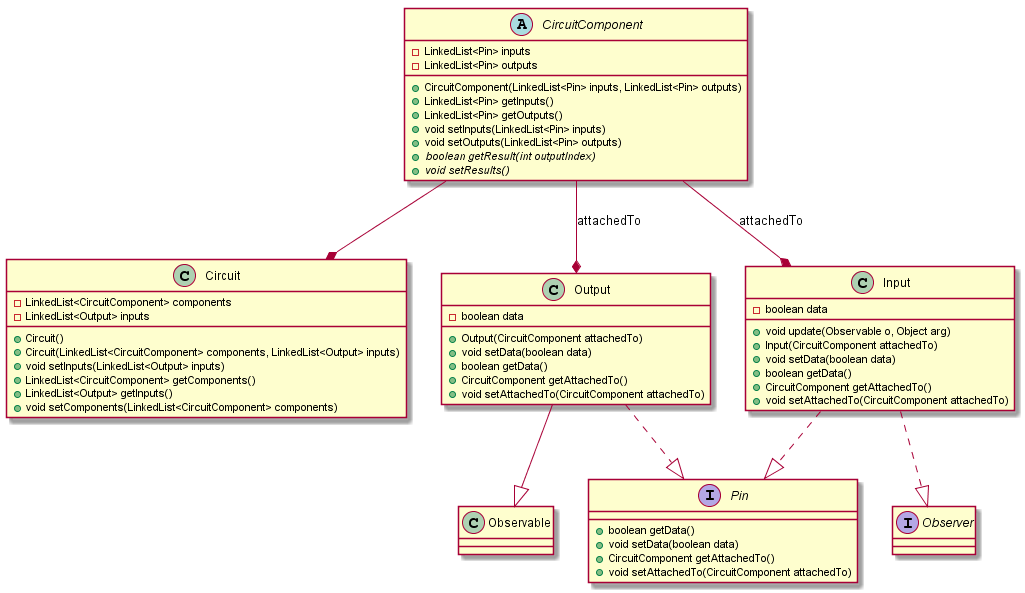 A CircuitComponent
LinkedList<Pin> inputs
LinkedList<Pin> outputs
CircuitComponent(LinkedList<Pin> inputs, LinkedList<Pin> outputs)
LinkedList<Pin> getInputs()
LinkedList<Pin> getOutputs()
void setInputs(LinkedList<Pin> inputs)
void setOutputs(LinkedList<Pin> outputs)
boolean getResult(int outputIndex)
void setResults()
attachedTo
attachedTo
C Circuit
LinkedList<CircuitComponent> components
LinkedList<Output> inputs
Circuit()
Circuit(LinkedList<CircuitComponent> components, LinkedList<Output> inputs)
void setInputs(LinkedList<Output> inputs)
LinkedList<CircuitComponent> getComponents()
LinkedList<Output> getInputs()
void setComponents(LinkedList<CircuitComponent> components)
C Output
boolean data
Output(CircuitComponent attachedTo)
void setData(boolean data)
boolean getData()
CircuitComponent getAttachedTo()
void setAttachedTo(CircuitComponent attachedTo)
C Input
boolean data
void update(Observable o, Object arg)
Input(CircuitComponent attachedTo)
void setData(boolean data)
boolean getData()
CircuitComponent getAttachedTo()
void setAttachedTo(CircuitComponent attachedTo)
C Observable
I Pin
boolean getData()
void setData(boolean data)
CircuitComponent getAttachedTo()
void setAttachedTo(CircuitComponent attachedTo)
I Observer